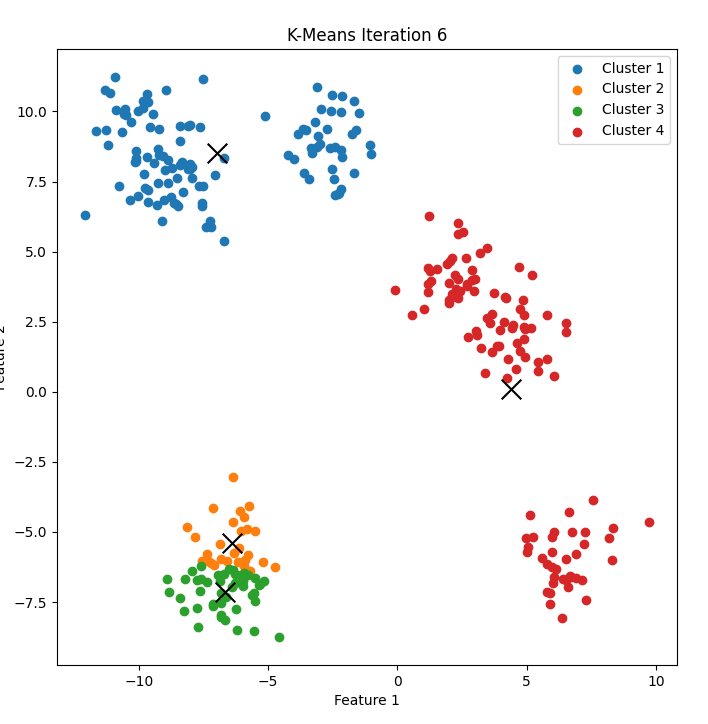 K-Means Iteration 6
Cluster 1
Cluster 2
Cluster 3
Cluster 4
10.0
7.5
5.0
2.5
0.0
−2.5
−5.0
−7.5
Feature 2
−10
−5
0
5
10
Feature 1